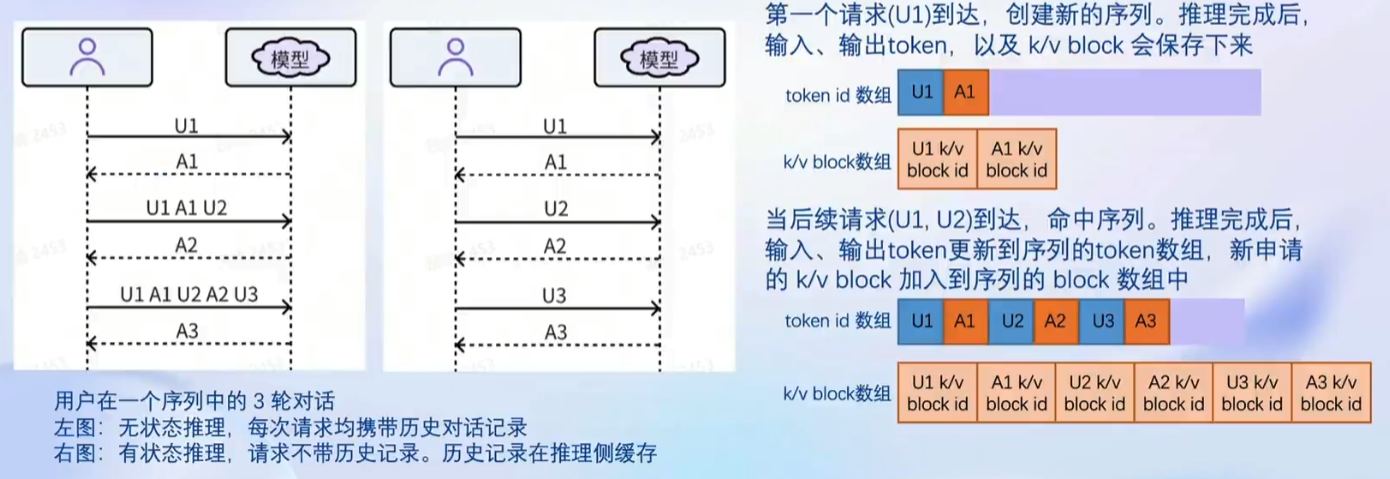 模型
U1
A1
U1 A1 U2
A2
U1 A1 U2 A2 U3
A3
模型
U1
A1
U2
A2
U3
A3
用户在一个序列中的 3 轮对话
左图：无状态推理，每次请求均携带历史对话记录
右图：有状态推理，请求不带历史记录。历史记录在推理侧缓存
第一个请求(U1)到达，创建新的序列。推理完成后，
输入、输出token，以及 k/v block 会保存下来
token id 数组 U1 A1
k/v block数组 U1 k/v block id A1 k/v block id
当后续请求(U1, U2)到达，命中序列。推理完成后，
输入、输出token更新到序列的token数组，新申请
的 k/v block 加入到序列的 block 数组中
token id 数组 U1 A1 U2 A2 U3 A3
k/v block数组 U1 k/v block id A1 k/v block id U2 k/v block id A2 k/v block id U3 k/v block id A3 k/v block id